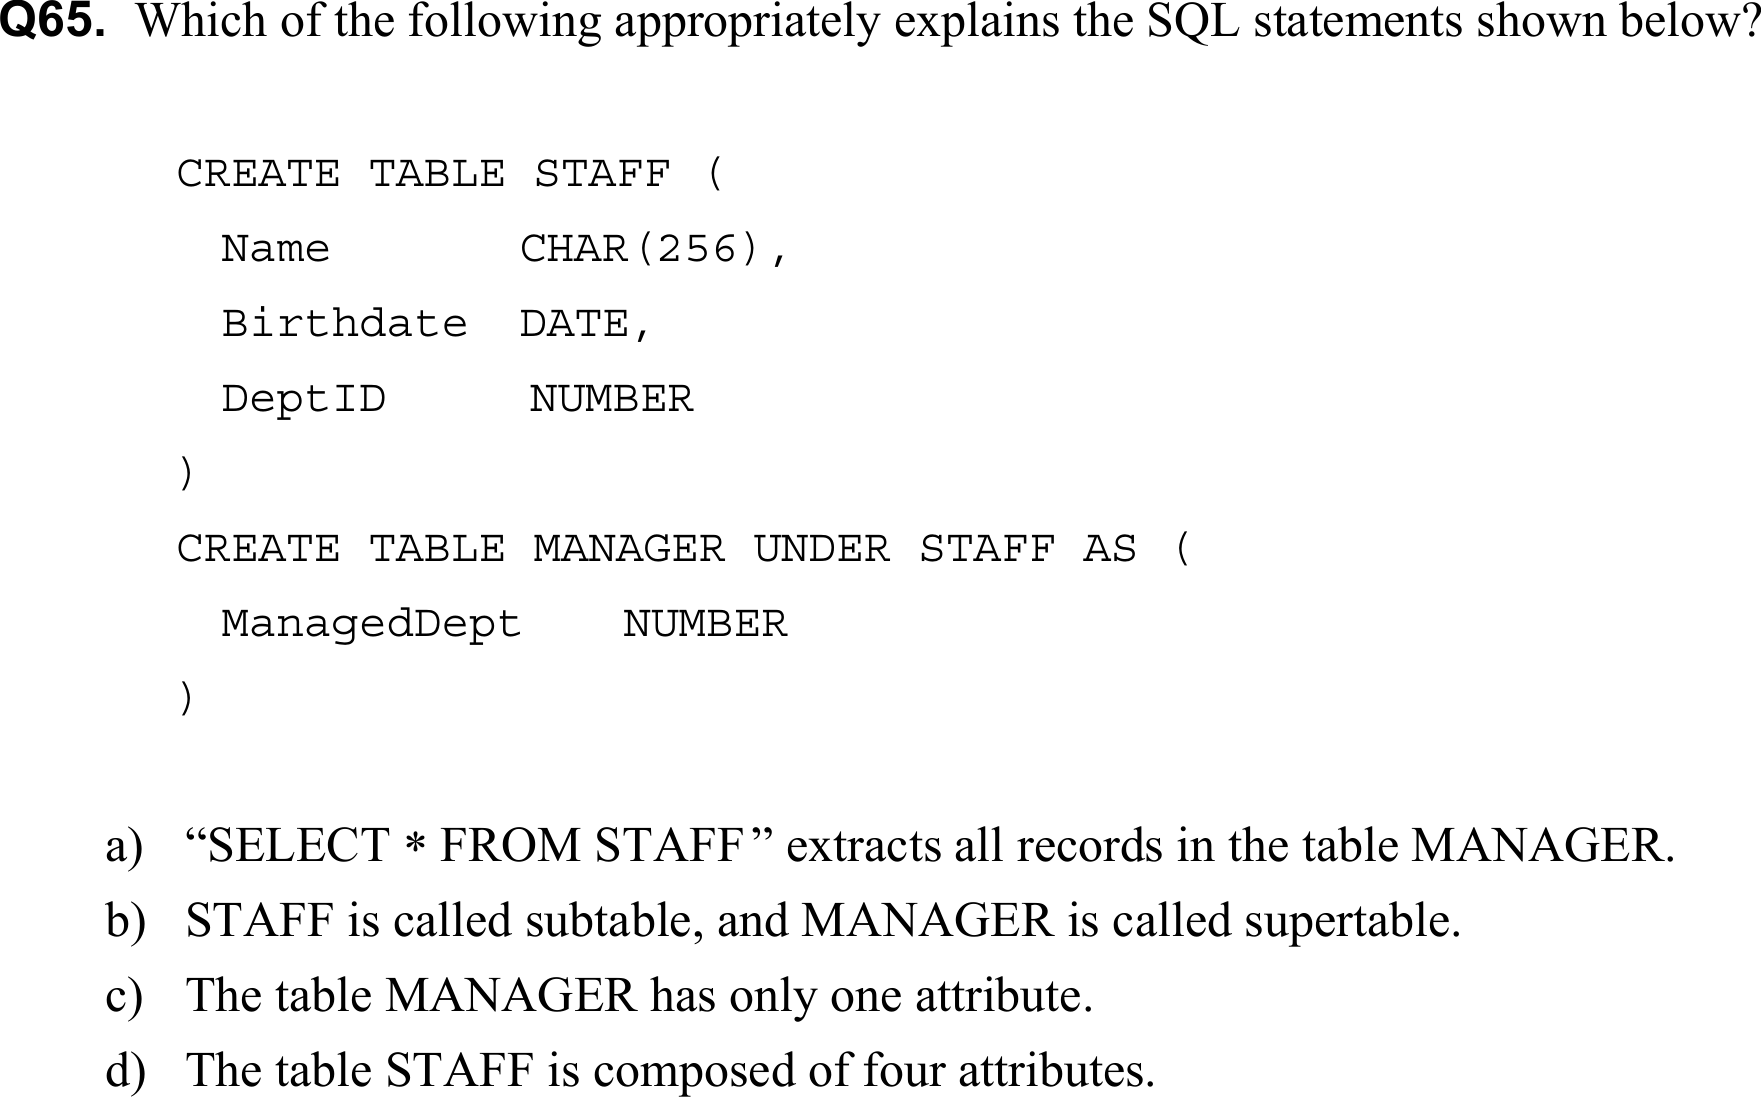 Q65. Which of the following appropriately explains the SQL statements shown below?
CREATE TABLE STAFF (
Name CHAR(256),
Birthdate DATE,
DeptID NUMBER
)
CREATE TABLE MANAGER UNDER STAFF AS (
ManagedDept NUMBER
)
a) “SELECT * FROM STAFF” extracts all records in the table MANAGER.
b) STAFF is called subtable, and MANAGER is called supertable.
c) The table MANAGER has only one attribute.
d) The table STAFF is composed of four attributes.